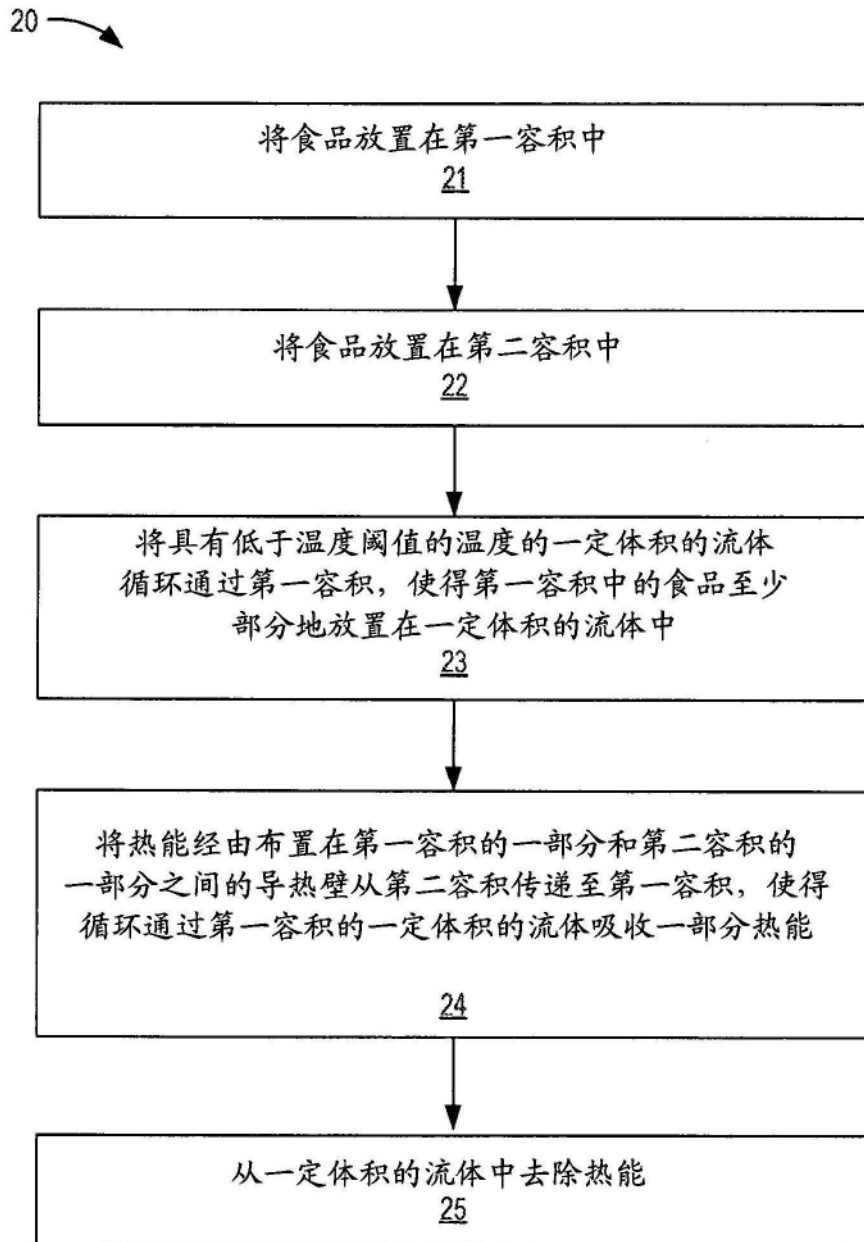 20
将食品放置在第一容积中
21
将食品放置在第二容积中
22
将具有低于温度阈值的温度的一定体积的流体
循环通过第一容积，使得第一容积中的食品至少
部分地放置在一定体积的流体中
23
将热能经由布置在第一容积的一部分和第二容积的
一部分之间的导热壁从第二容积传递至第一容积，使得
循环通过第一容积的一定体积的流体吸收一部分热能
24
从一定体积的流体中去除热能
25